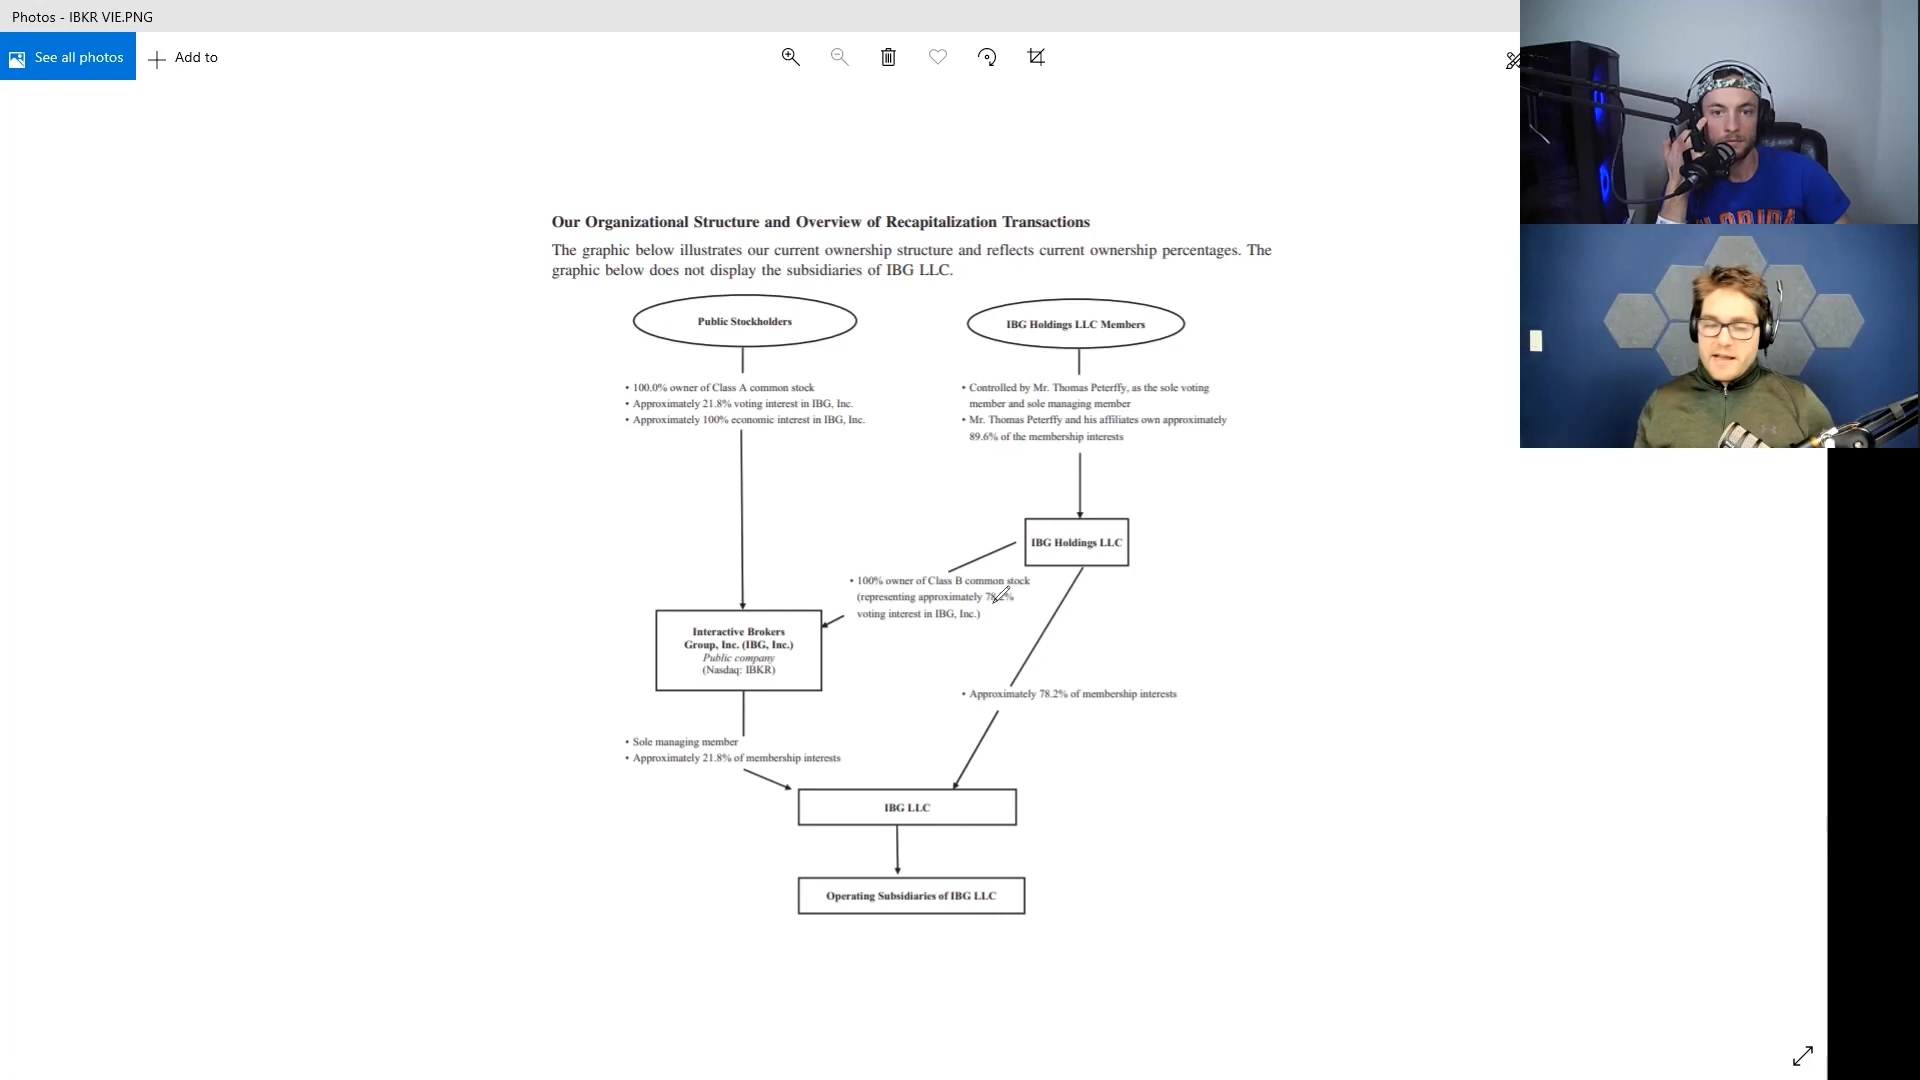 Photos - IBKR VIE.PNG
See all photos
Add to
Our Organizational Structure and Overview of Recapitalization Transactions
The graphic below illustrates our current ownership structure and reflects current ownership percentages. The
graphic below does not display the subsidiaries of IBG LLC.
Public Stockholders
• 100.0% owner of Class A common stock
• Approximately 21.8% voting interest in IBG, Inc.
• Approximately 100% economic interest in IBG, Inc.
IBG Holdings LLC Members
• Controlled by Mr. Thomas Peterffy, as the sole voting
member and sole managing member
• Mr. Thomas Peterffy and his affiliates own approximately
89.6% of the membership interests
IBG Holdings LLC
• 100% owner of Class B common stock
(representing approximately 78.2%
voting interest in IBG, Inc.)
Interactive Brokers
Group, Inc. (IBG, Inc.)
Public company
(Nasdaq: IBKR)
• Approximately 78.2% of membership interests
• Sole managing member
• Approximately 21.8% of membership interests
IBG LLC
Operating Subsidiaries of IBG LLC
FLORIDA